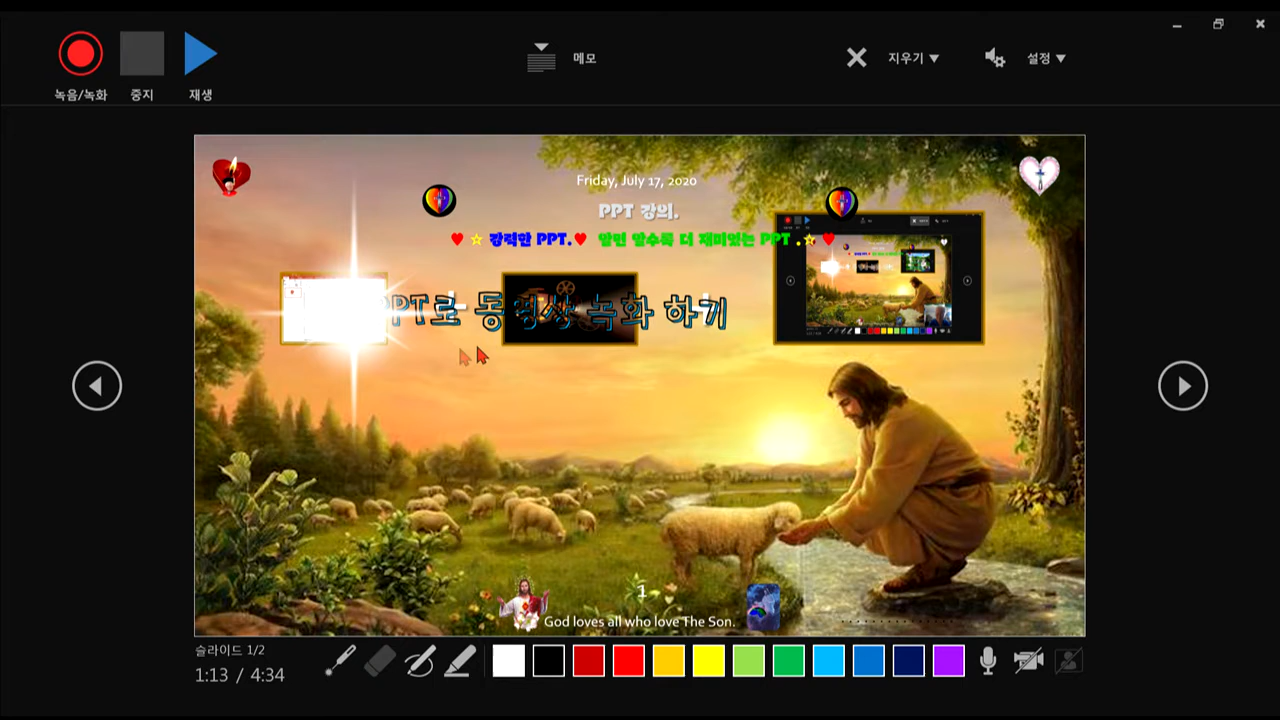 녹음/녹화
중지
재생
메모
지우기
설정
Friday, July 17, 2020
PPT 강의.
강력한 PPT. 알면 알수록 더 재미있는 PPT .
PPT로 동영상 녹화 하기
1
God loves all who love The Son.
슬라이드 1/2
1:13 / 4:34